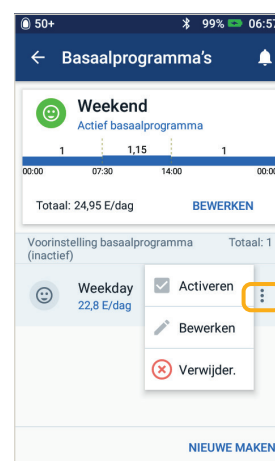 50+ 99% 06:57
Basaalprogramma's
Weekend
Actief basaalprogramma
1 1,15 1
00:00 07:30 14:00 00:00
Totaal: 24,95 E/dag BEWERKEN
Voorinstelling basaalprogramma Totaal: 1
(inactief)
Weekday
22,8 E/dag
Activeren
Bewerken
Verwijder.
NIEUWE MAKEN